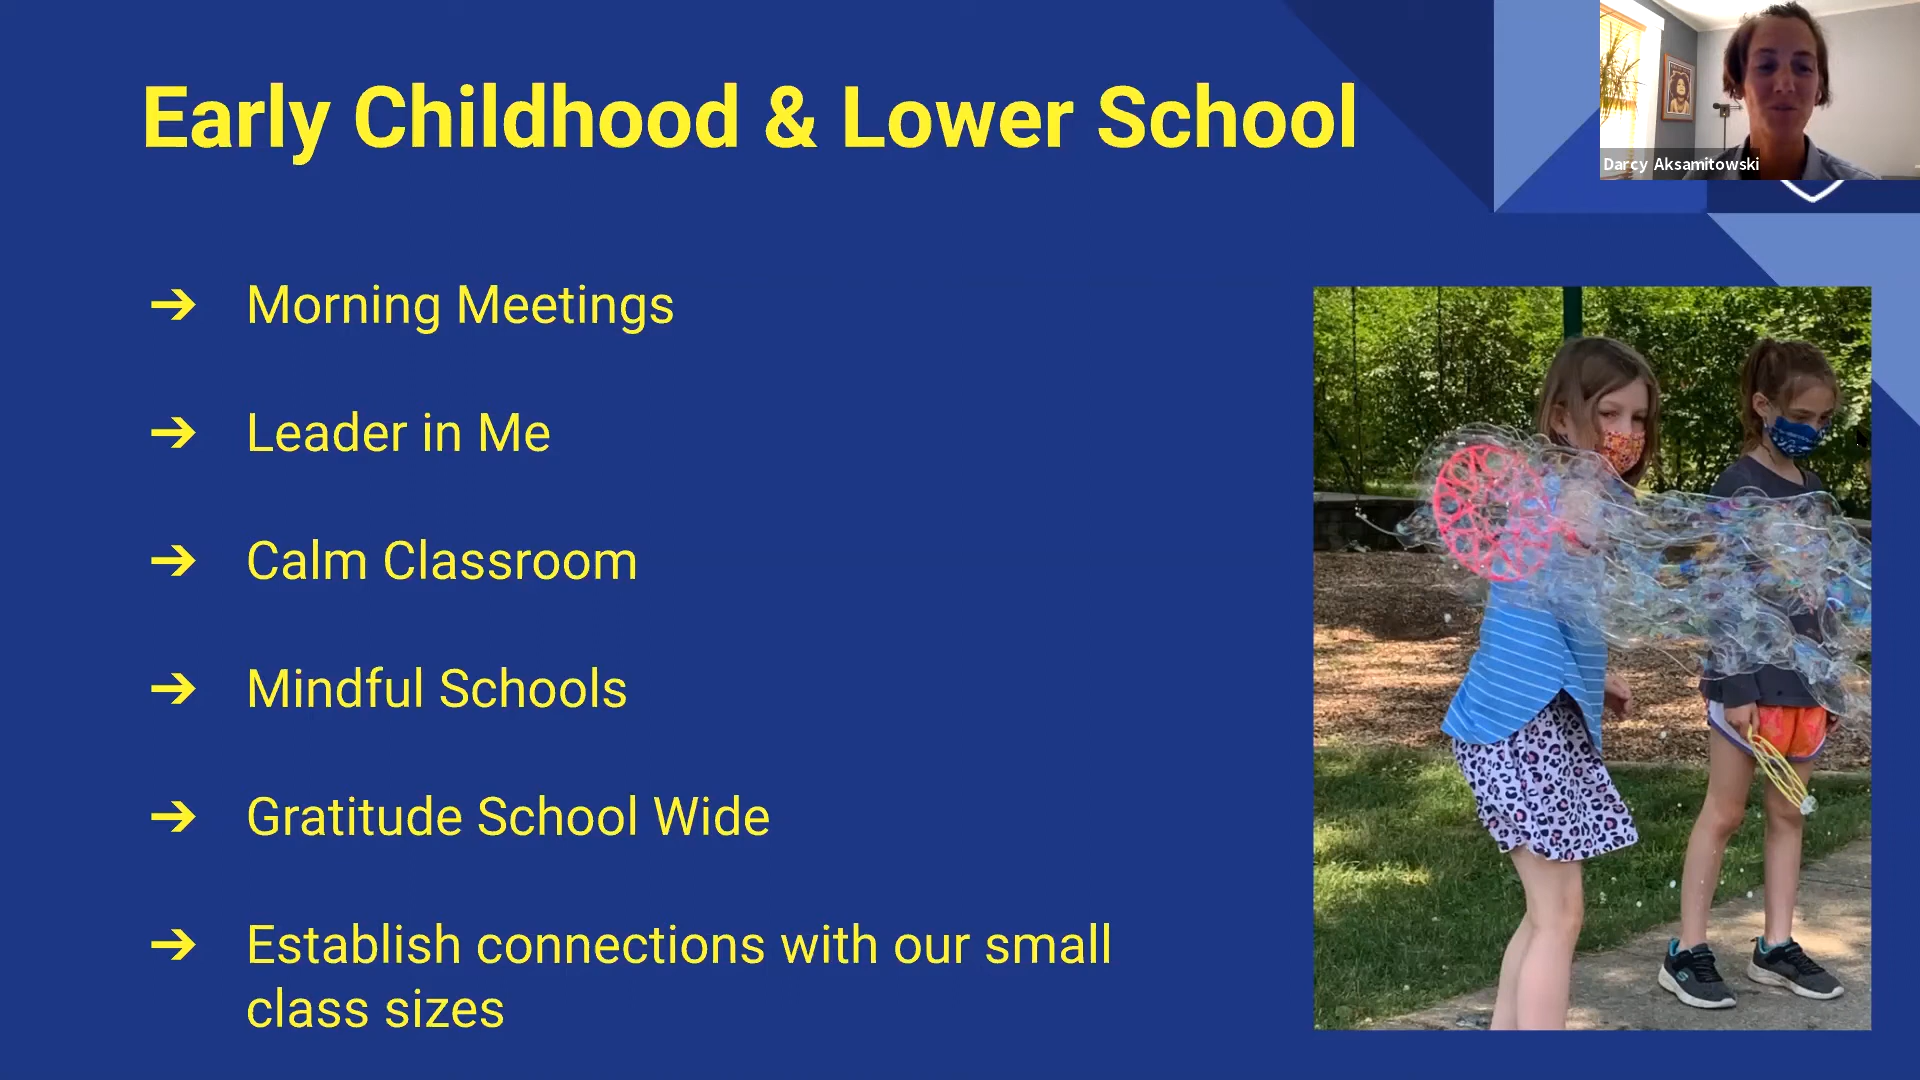 Early Childhood & Lower School
Darcy Aksamitowski
➔ Morning Meetings
➔ Leader in Me
➔ Calm Classroom
➔ Mindful Schools
➔ Gratitude School Wide
➔ Establish connections with our small
class sizes